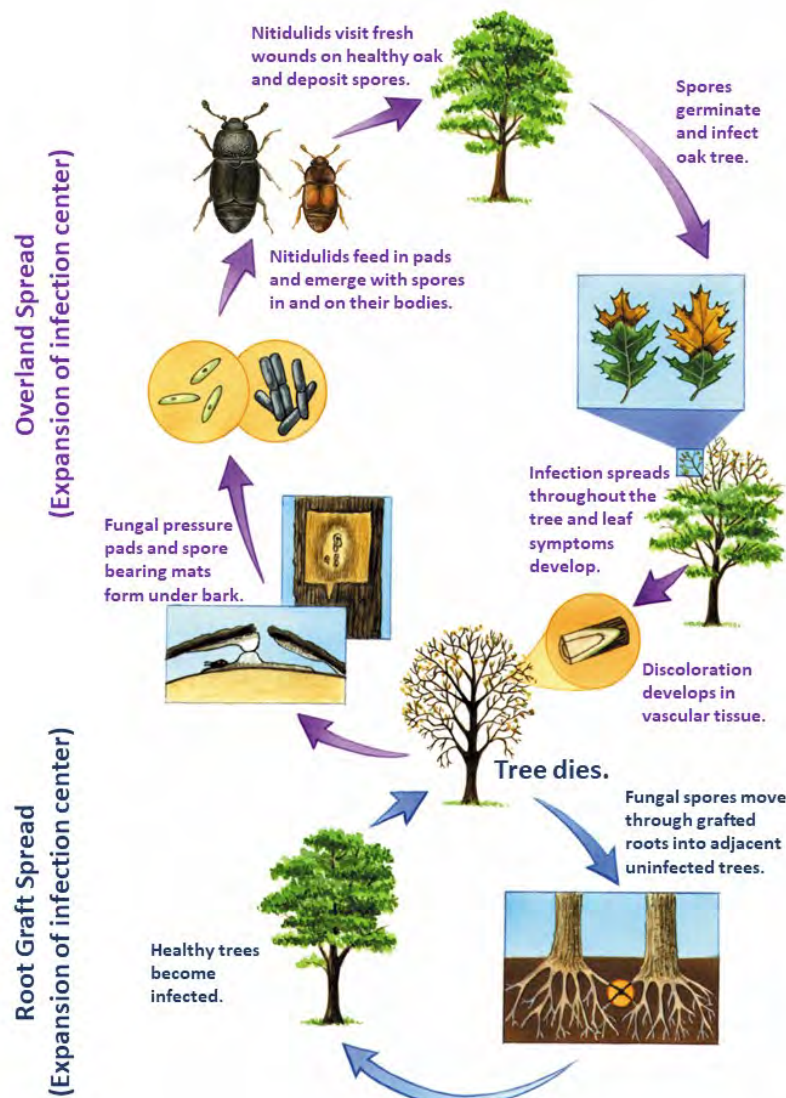 Nitidulids visit fresh
wounds on healthy oak
and deposit spores.
Spores
germinate
and infect
oak tree.
Overland Spread
(Expansion of infection center)
Nitidulids feed in pads
and emerge with spores
in and on their bodies.
Infection spreads
throughout the
tree and leaf
symptoms
develop.
Fungal pressure
pads and spore
bearing mats
form under bark.
Discoloration
develops in
vascular tissue.
Tree dies.
Root Graft Spread
(Expansion of infection center)
Fungal spores move
through grafted
roots into adjacent
uninfected trees.
Healthy trees
become
infected.